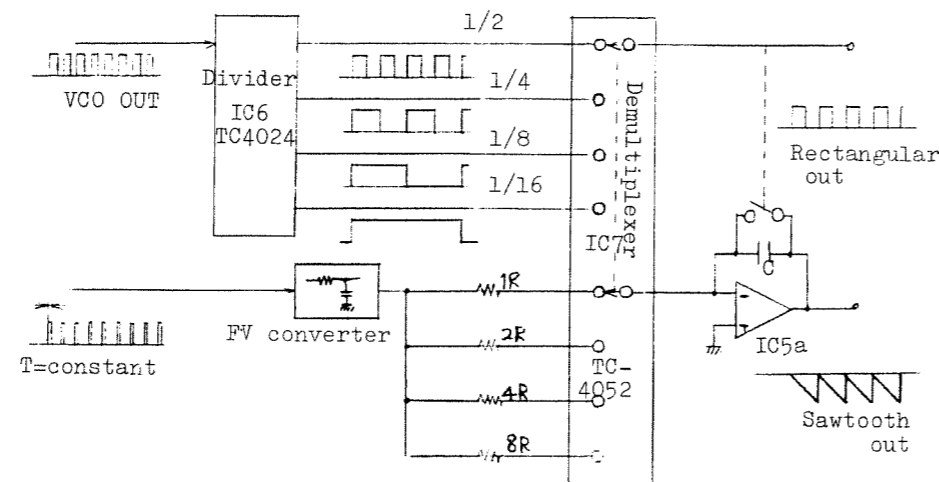 1/2
VCO OUT
Divider
IC6
TC4024
1/4
1/8
1/16
Demultiplexer
IC7
Rectangular
out
FV converter
T=constant
1R
2R
4R
8R
TC-
4052
C
IC5a
Sawtooth
out